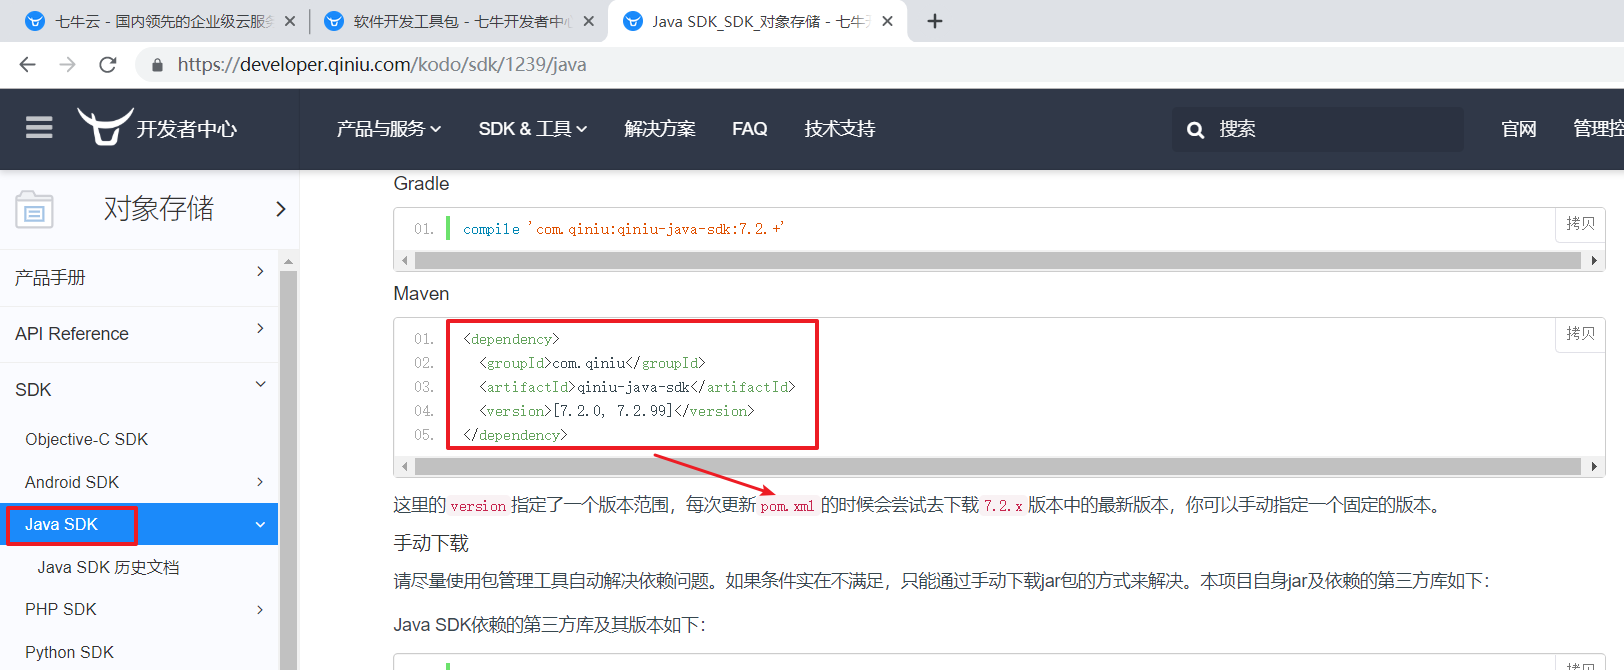 七牛云 - 国内领先的企业级云服务
软件开发工具包 - 七牛开发者中心
Java SDK_SDK_对象存储 - 七牛开
https://developer.qiniu.com/kodo/sdk/1239/java
开发者中心
产品与服务
SDK & 工具
解决方案
FAQ
技术支持
搜索
官网
管理控
对象存储
产品手册
API Reference
SDK
Objective-C SDK
Android SDK
Java SDK
Java SDK 历史文档
PHP SDK
Python SDK
Gradle
01. compile 'com.qiniu:qiniu-java-sdk:7.2.+'
拷贝
Maven
01. <dependency>
02. <groupId>com.qiniu</groupId>
03. <artifactId>qiniu-java-sdk</artifactId>
04. <version>[7.2.0, 7.2.99]</version>
05. </dependency>
拷贝
这里的 version 指定了一个版本范围，每次更新 pom.xml 的时候会尝试去下载 7.2.x 版本中的最新版本，你可以手动指定一个固定的版本。
手动下载
请尽量使用包管理工具自动解决依赖问题。如果条件实在不满足，只能通过手动下载jar包的方式来解决。本项目自身jar及依赖的第三方库如下：
Java SDK依赖的第三方库及其版本如下：
拷贝